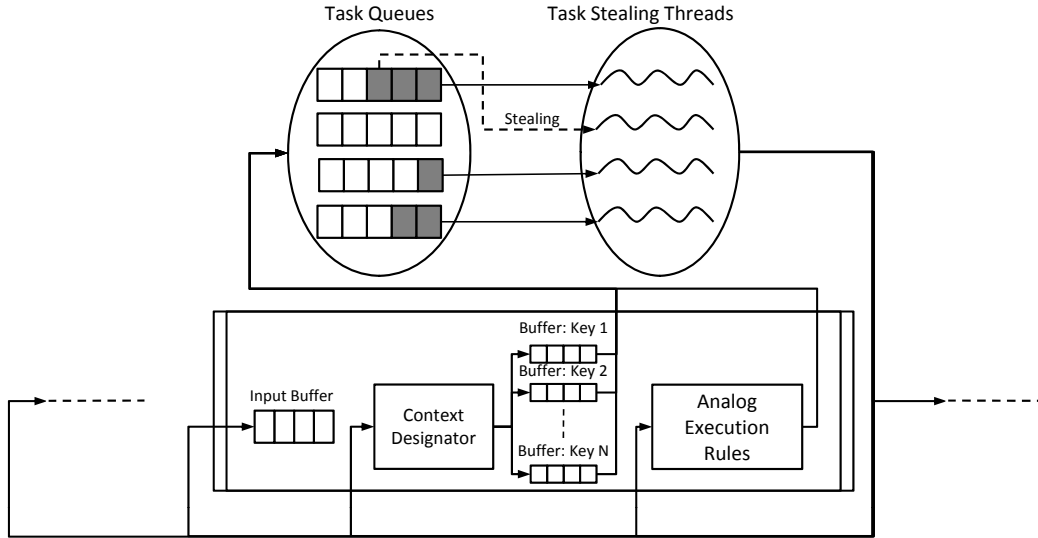 Task Queues
Task Stealing Threads
Stealing
Buffer: Key 1
Buffer: Key 2
Input Buffer
Context
Designator
Buffer: Key N
Analog
Execution
Rules